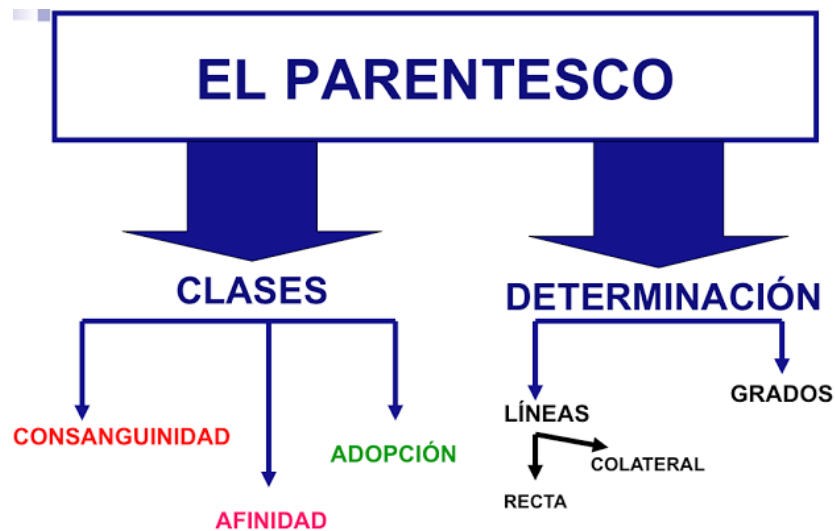 EL PARENTESCO
CLASES
CONSANGUINIDAD
AFINIDAD
ADOPCIÓN
DETERMINACIÓN
LÍNEAS
RECTA
COLATERAL
GRADOS